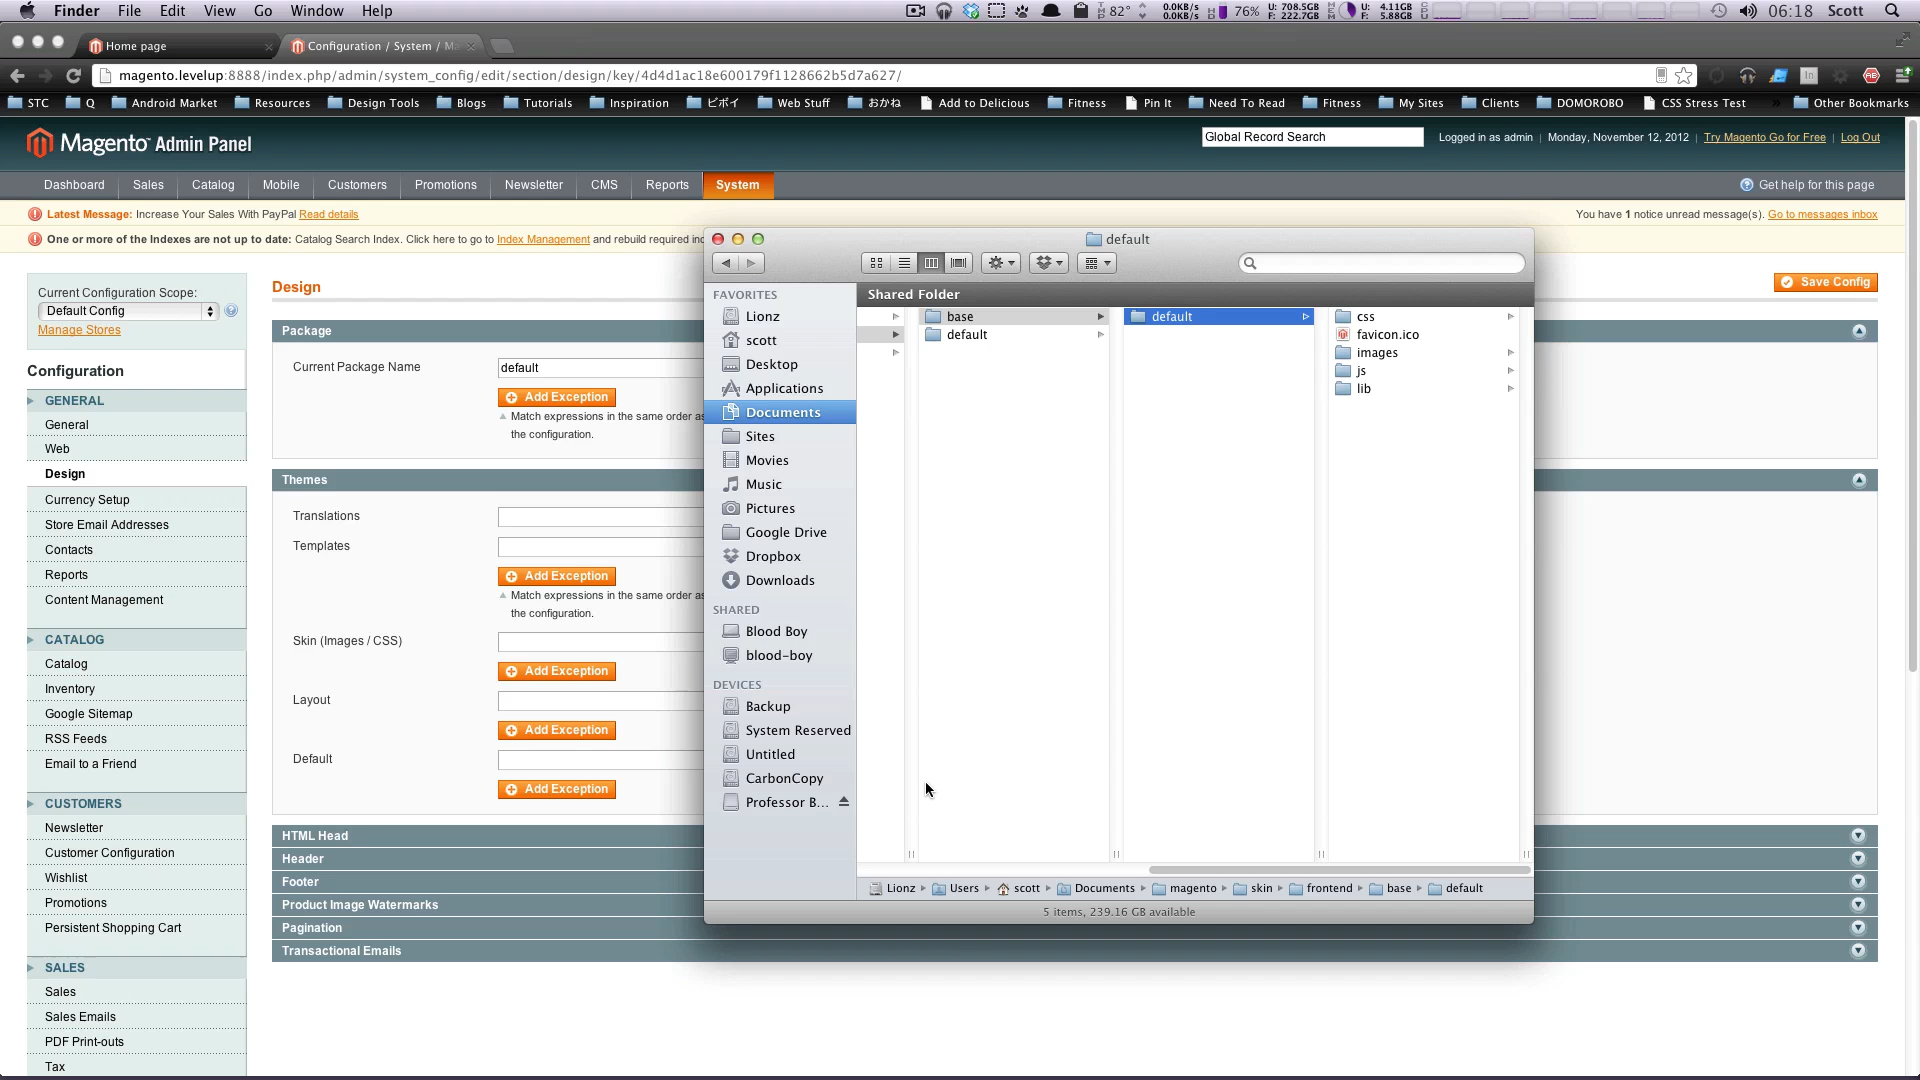 Finder File Edit View Go Window Help
82° 0.0KB/s 0.0KB/s 76% U: 708.5GB F: 222.7GB U: 4.11GB F: 5.88GB 06:18 Scott
Home page
Configuration / System / Ma
magento.levelup:8888/index.php/admin/system_config/edit/section/design/key/4d4d1ac18e600179f1128662b5d7a627/
STC Q Android Market Resources Design Tools Blogs Tutorials Inspiration ビボイ Web Stuff おかね Add to Delicious Fitness Pin It Need To Read Fitness My Sites Clients DOMOROBO CSS Stress Test » Other Bookmarks
Magento™ Admin Panel
Global Record Search
Logged in as admin | Monday, November 12, 2012 | Try Magento Go for Free | Log Out
Dashboard Sales Catalog Mobile Customers Promotions Newsletter CMS Reports System
Get help for this page
Latest Message: Increase Your Sales With PayPal Read details
You have 1 notice unread message(s). Go to messages inbox
One or more of the Indexes are not up to date: Catalog Search Index. Click here to go to Index Management and rebuild required ind
Current Configuration Scope:
Default Config
Manage Stores
Configuration
GENERAL
General
Web
Design
Currency Setup
Store Email Addresses
Contacts
Reports
Content Management
CATALOG
Catalog
Inventory
Google Sitemap
RSS Feeds
Email to a Friend
CUSTOMERS
Newsletter
Customer Configuration
Wishlist
Promotions
Persistent Shopping Cart
SALES
Sales
Sales Emails
PDF Print-outs
Tax
Design
Save Config
Package
Current Package Name
default
Add Exception
Match expressions in the same order as
the configuration.
Themes
Translations
Templates
Add Exception
Match expressions in the same order as
the configuration.
Skin (Images / CSS)
Add Exception
Layout
Add Exception
Default
Add Exception
HTML Head
Header
Footer
Product Image Watermarks
Pagination
Transactional Emails
default
FAVORITES
Lionz
scott
Desktop
Applications
Documents
Sites
Movies
Music
Pictures
Google Drive
Dropbox
Downloads
SHARED
Blood Boy
blood-boy
DEVICES
Backup
System Reserved
Untitled
CarbonCopy
Professor B...
Shared Folder
base
default
default
css
favicon.ico
images
js
lib
Lionz Users scott Documents magento skin frontend base default
5 items, 239.16 GB available